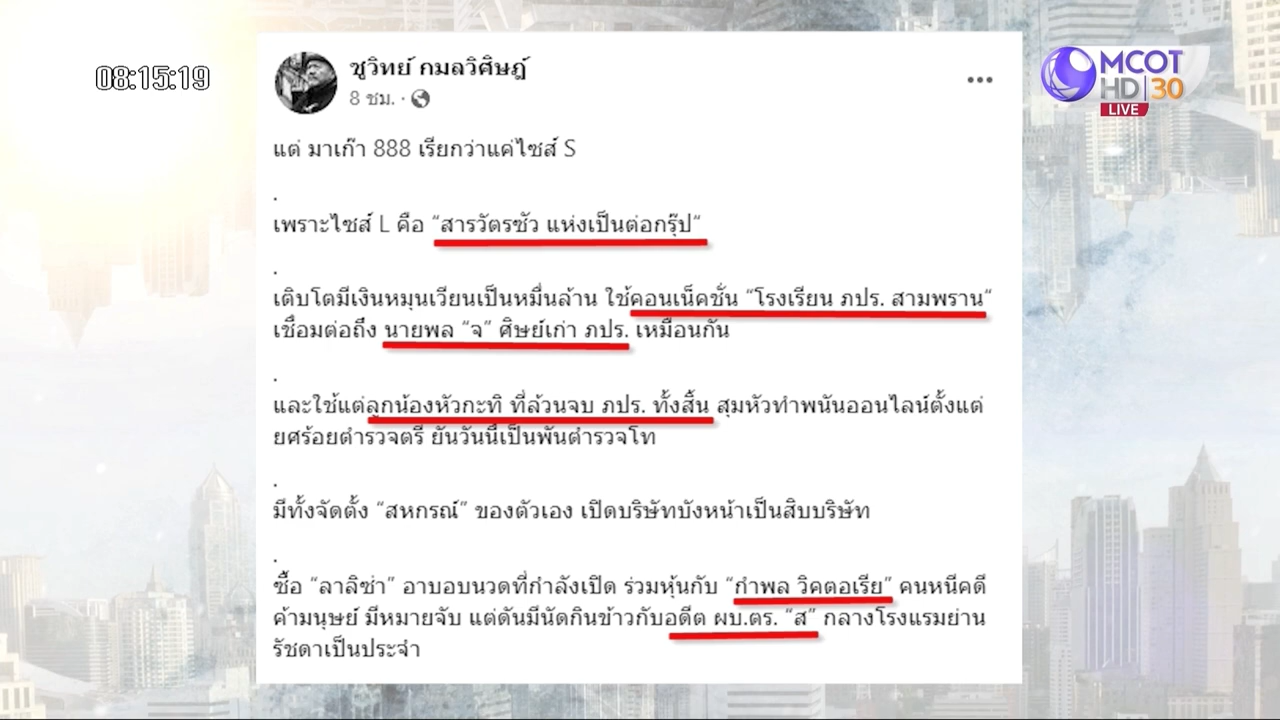 08:15:19
MCOT
HD 30
LIVE
ชูวิทย์ กมลวิศิษฎ์
8 ชม. ·
แต่ มาเก๊า 888 เรียกว่าแค่ไซส์ S
.
เพราะไซส์ L คือ “สารวัตรซัว แห่งเป็นต่อกรุ๊ป”
.
เติบโตมีเงินหมุนเวียนเป็นหมื่นล้าน ใช้คอนเน็คชั่น “โรงเรียน ภปร. สามพราน”
เชื่อมต่อถึง นายพล “จ” ศิษย์เก่า ภปร. เหมือนกัน
.
และใช้แต่ลูกน้องหัวกะทิ ที่ล้วนจบ ภปร. ทั้งสิ้น สุมหัวทำพนันออนไลน์ตั้งแต่
ยศร้อยตำรวจตรี ยันวันนี้เป็นพันตำรวจโท
.
มีทั้งจัดตั้ง “สหกรณ์” ของตัวเอง เปิดบริษัทบังหน้าเป็นสิบบริษัท
.
ซื้อ “ลาลิซ่า” อาบอบนวดที่กำลังเปิด ร่วมหุ้นกับ “กำพล วิคตอเรีย” คนหนีคดี
ค้ามนุษย์ มีหมายจับ แต่ดันมีนัดกินข้าวกับอดีต ผบ.ตร. “ส” กลางโรงแรมย่าน
รัชดาเป็นประจำ